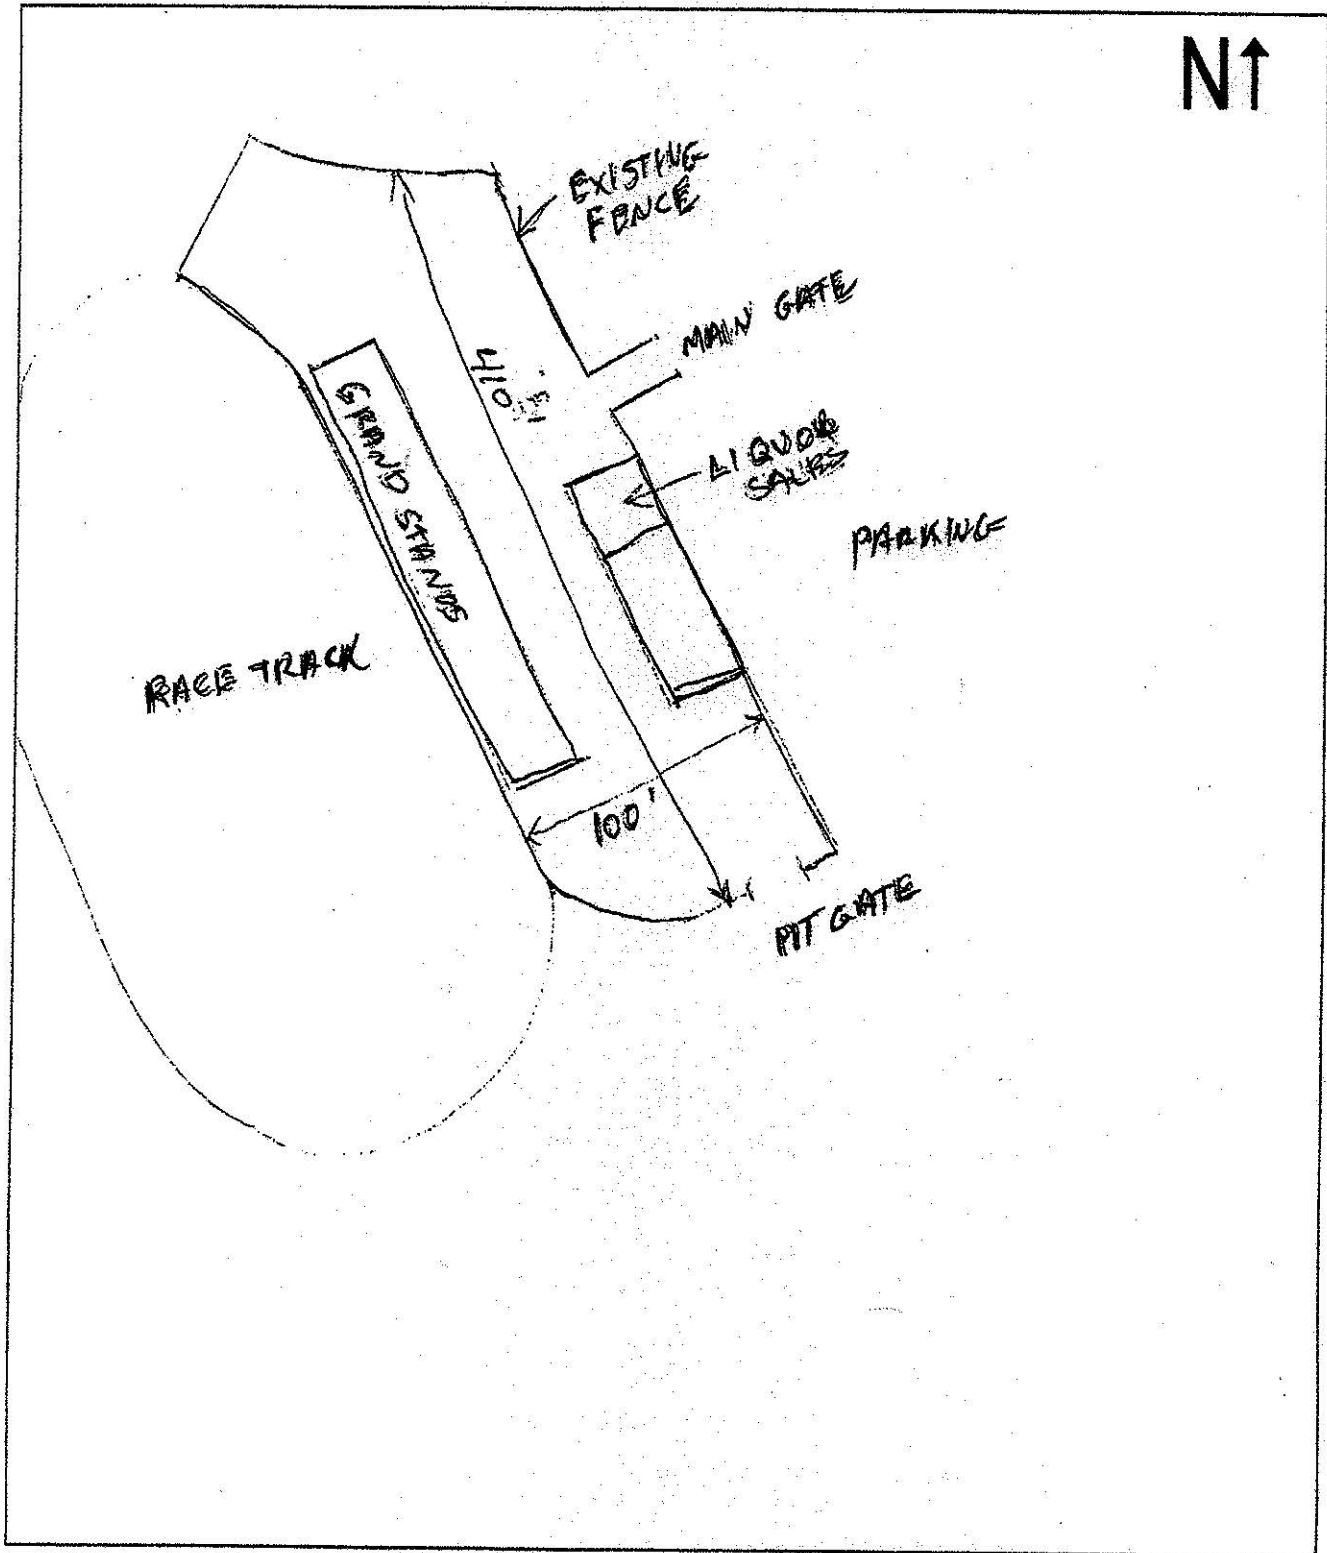 N↑
EXISTING
FENCE
MAIN GATE
410'
GRAND STANDS
LIQUOR
SALES
PARKING
RACE TRACK
100'
PIT GATE